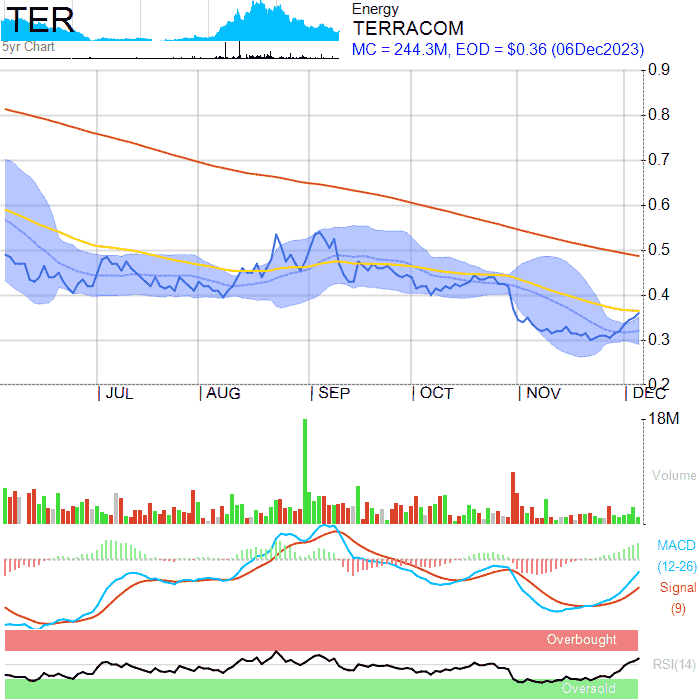 TER
5yr Chart
Energy
TERRACOM
MC = 244.3M, EOD = $0.36 (06Dec2023)
0.9
0.8
0.7
0.6
0.5
0.4
0.3
0.2
JUL AUG SEP OCT NOV DEC
18M
Volume
MACD
(12-26)
Signal
(9)
Overbought
RSI(14)
Oversold